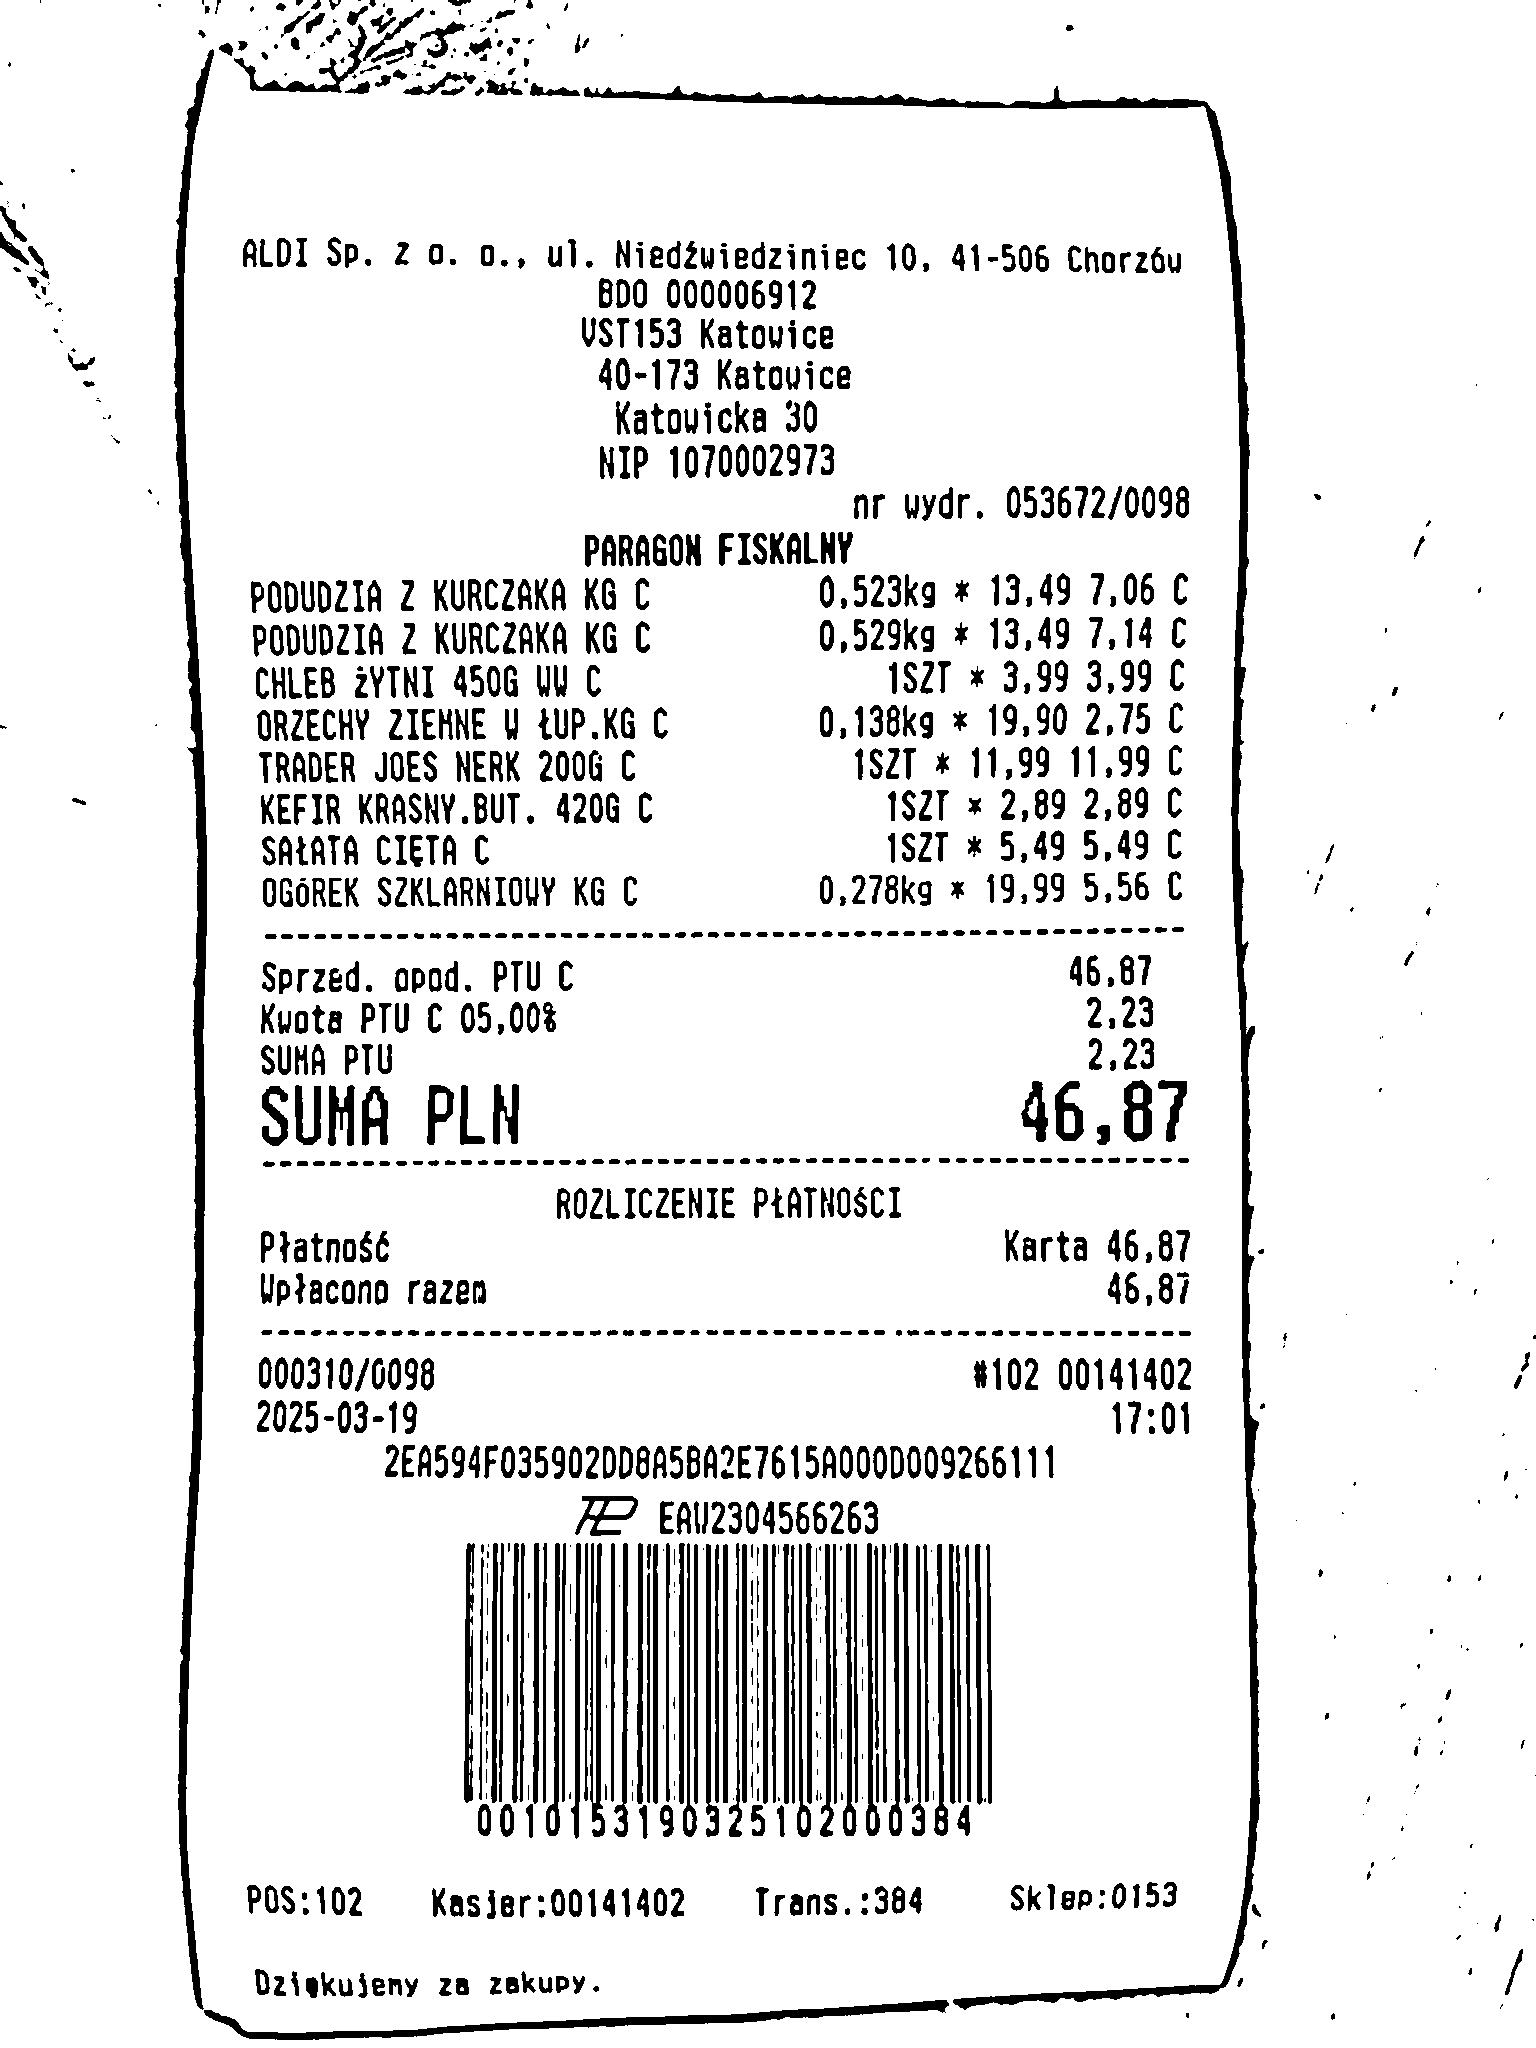 ALDI Sp. z o. o., ul. Niedźwiedziniec 10, 41-506 Chorzów
BDO 000006912
VST153 Katowice
40-173 Katowice
Katowicka 30
NIP 1070002973
nr wydr. 053672/0098
PARAGON FISKALNY
PODUDZIA Z KURCZAKA KG C 0,523kg * 13,49 7,06 C
PODUDZIA Z KURCZAKA KG C 0,529kg * 13,49 7,14 C
CHLEB ŻYTNI 450G WW C 1SZT * 3,99 3,99 C
ORZECHY ZIEMNE W ŁUP.KG C 0,138kg * 19,90 2,75 C
TRADER JOES NERK 200G C 1SZT * 11,99 11,99 C
KEFIR KRASNY.BUT. 420G C 1SZT * 2,89 2,89 C
SAŁATA CIĘTA C 1SZT * 5,49 5,49 C
OGÓREK SZKLARNIOWY KG C 0,278kg * 19,99 5,56 C
Sprzed. opod. PTU C 46,87
Kwota PTU C 05,00% 2,23
SUMA PTU 2,23
SUMA PLN 46,87
ROZLICZENIE PŁATNOŚCI
Płatność Karta 46,87
Wpłacono razem 46,87
000310/0098 #102 00141402
2025-03-19 17:01
2EA594F035902DD8A5BA2E7615A000D009266111
EAW2304566263
0010153190325102000384
POS:102 Kasjer:00141402 Trans.:384 Sklep:0153
Dziękujemy za zakupy.